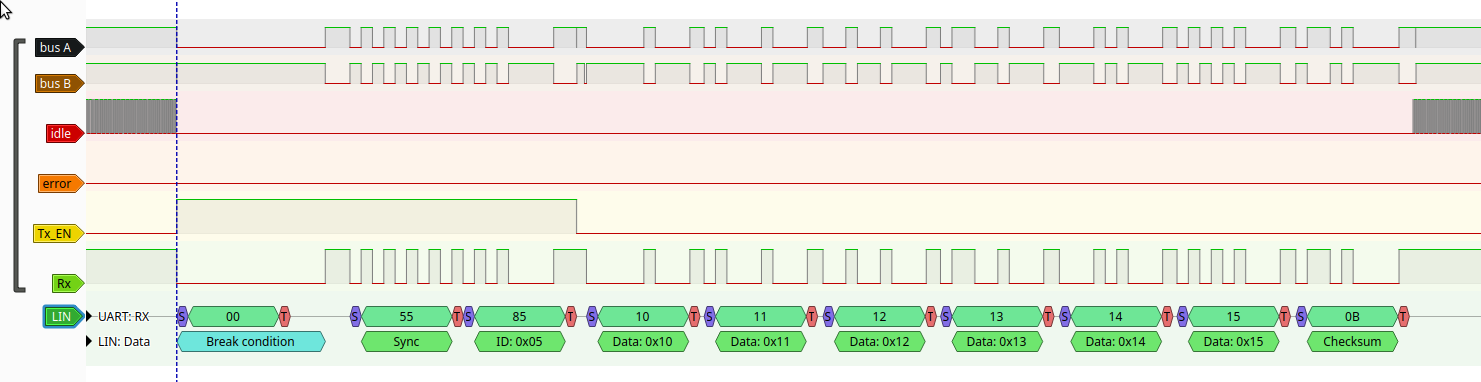 bus A
bus B
idle
error
Tx_EN
Rx
LIN UART: RX S 00 T S 55 T S 85 T S 10 T S 11 T S 12 T S 13 T S 14 T S 15 T S 0B T
LIN: Data Break condition Sync ID: 0x05 Data: 0x10 Data: 0x11 Data: 0x12 Data: 0x13 Data: 0x14 Data: 0x15 Checksum